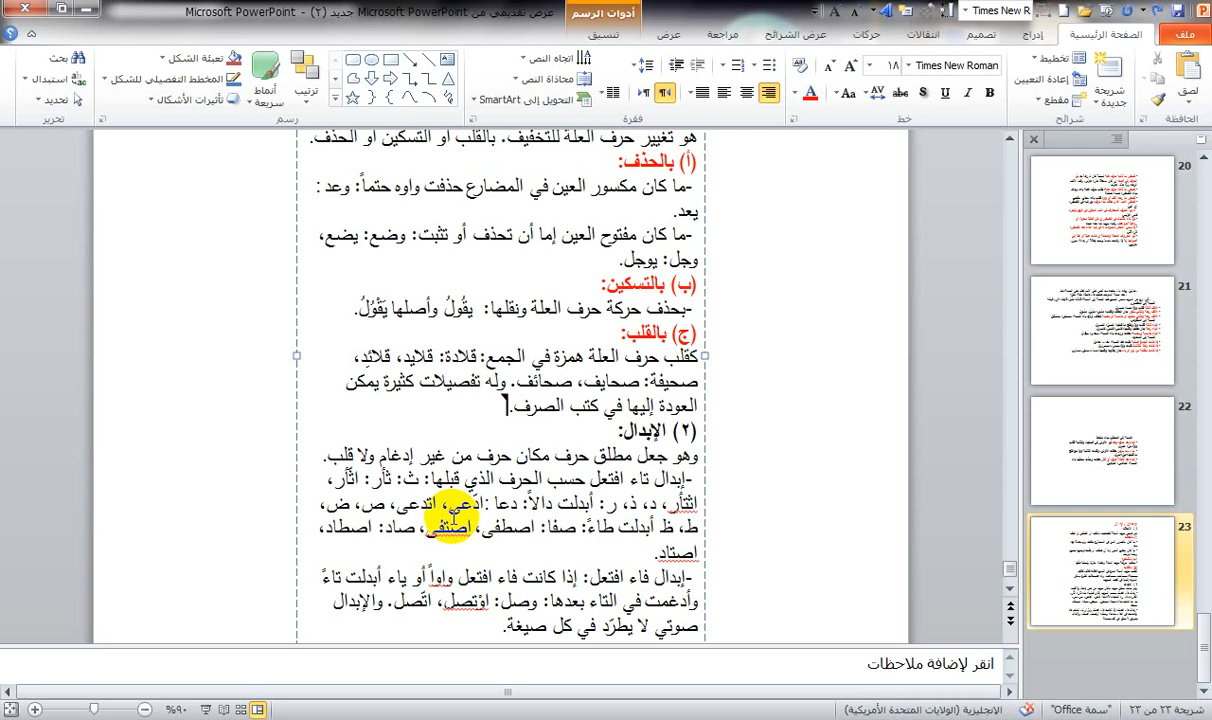 عرض تقديمي من Microsoft PowerPoint جديد (٢) - Microsoft PowerPoint
أدوات الرسم
Times New R
ملف
الصفحة الرئيسية
إدراج
تصميم
انتقالات
حركات
عرض الشرائح
مراجعة
عرض
تنسيق
لصق
الحافظة
شريحة جديدة
تخطيط
إعادة التعيين
مقطع
شرائح
Times New Roman
١٨
خط
اتجاه النص
محاذاة النص
التحويل إلى SmartArt
فقرة
ترتيب
أنماط سريعة
تعبئة الشكل
المخطط التفصيلي للشكل
تأثيرات الأشكال
رسم
بحث
استبدال
تحديد
تحرير
هو تغيير حرف العلة للتخفيف. بالقلب او التسكين او الحذف.
(أ) بالحذف:
-ما كان مكسور العين في المضارع حذفت واوه حتماً: وعد :
يعد.
-ما كان مفتوح العين إما أن تحذف أو تثبت: وضع: يضع،
وجل: يوجل.
(ب) بالتسكين:
-بحذف حركة حرف العلة ونقلها: يقُولُ وأصلها يَقْوُلُ.
(ج) بالقلب:
كقلب حرف العلة همزة في الجمع: قلادة: قلايد، قلائِد،
صحيفة: صحايف، صحائف. وله تفصيلات كثيرة يمكن
العودة إليها في كتب الصرف.
(٢) الإبدال:
وهو جعل مطلق حرف مكان حرف من غير إدغام ولا قلب.
-إبدال تاء افتعل حسب الحرف الذي قبلها: ث: ثأر: اثّأر،
اثتأر، د، ذ، ر: أبدلت دالاً: دعا :ادّعى، اتدعى، ص، ض،
ط، ظ أبدلت طاءً: صفا: اصطفى، اصتفى، صاد: اصطاد،
اصتاد.
-إبدال فاء افتعل: إذا كانت فاء افتعل واواً أو ياء أبدلت تاءً
وأدغمت في التاء بعدها: وصل: اوْتصل، اتّصل. والإبدال
صوتي لا يطرّد في كل صيغة.
20
21
22
23
انقر لإضافة ملاحظات
شريحة ٢٣ من ٢٣
"سمة Office"
الإنجليزية (الولايات المتحدة الأمريكية)
٩٠%